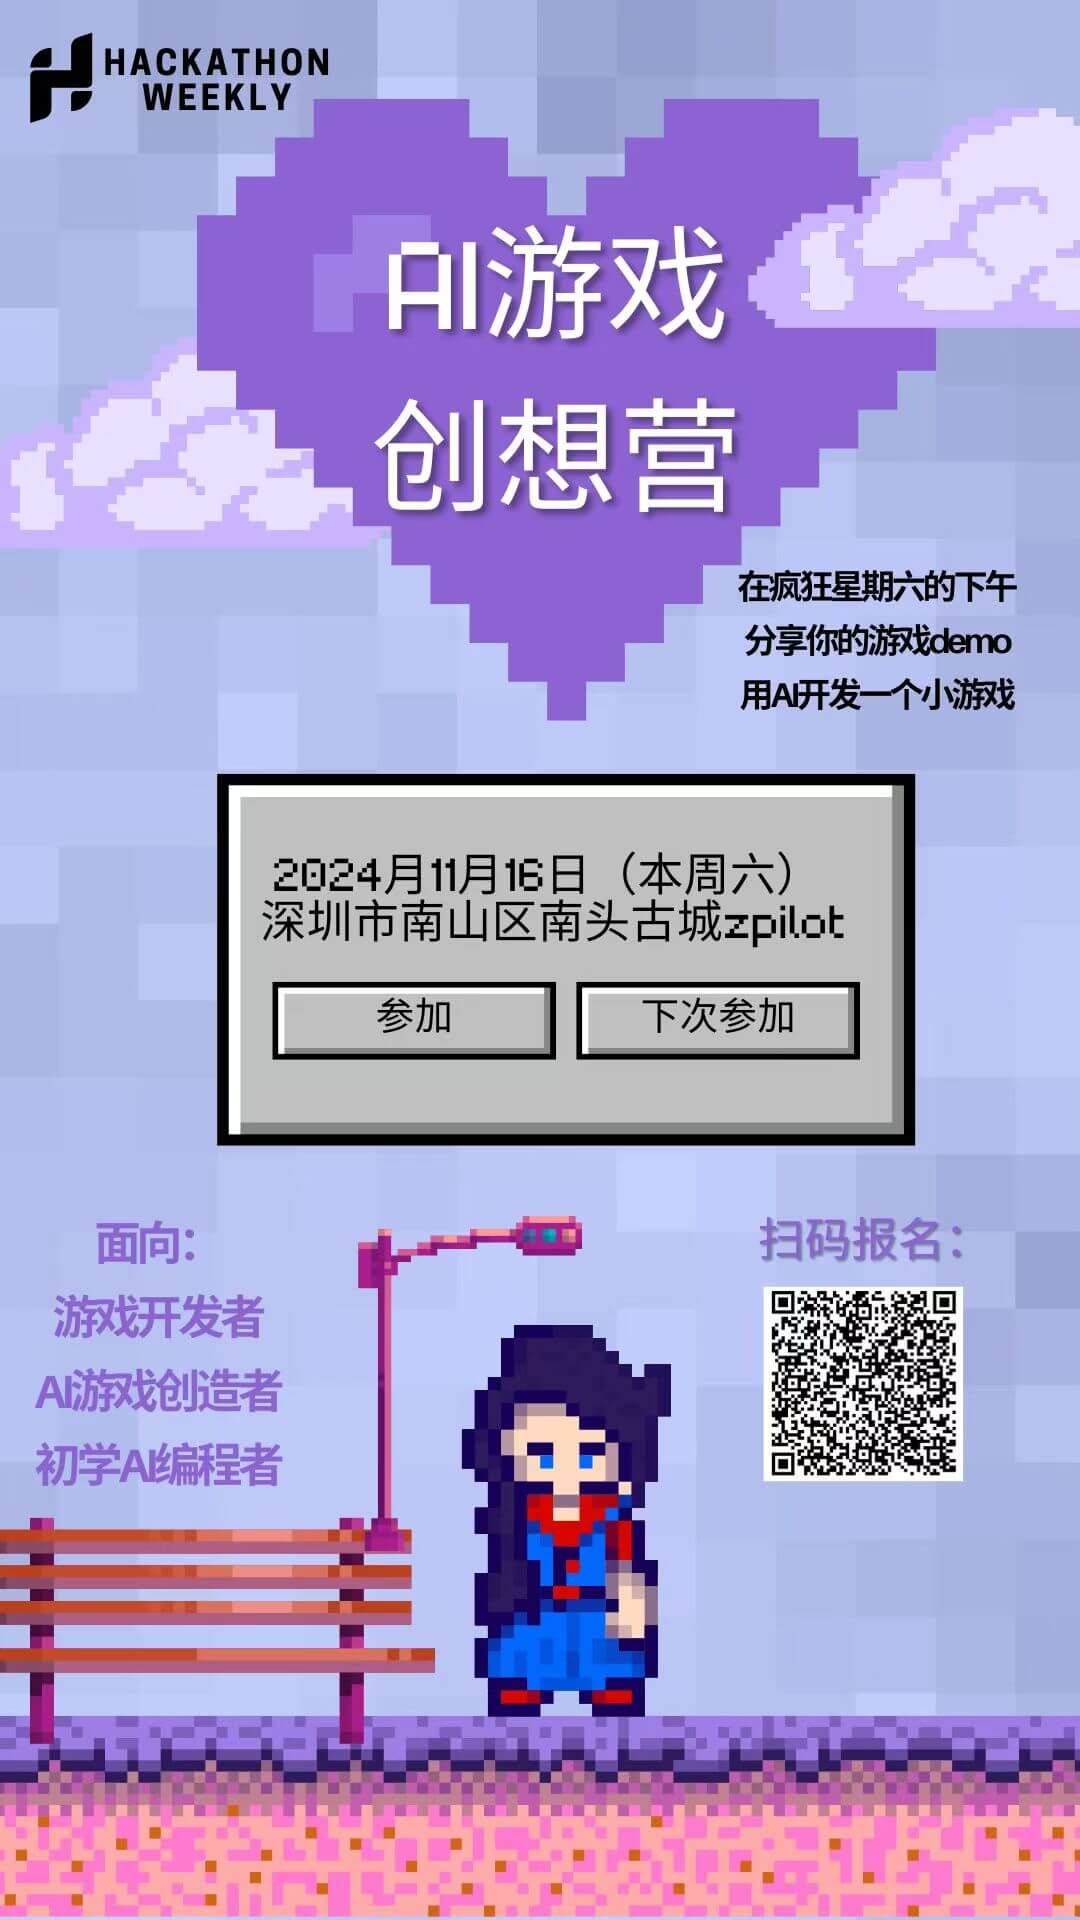 HACKATHON
WEEKLY
AI游戏
创想营
在疯狂星期六的下午
分享你的游戏demo
用AI开发一个小游戏
2024月11月16日（本周六）
深圳市南山区南头古城zpilot
参加
下次参加
面向：
游戏开发者
AI游戏创造者
初学AI编程者
扫码报名：